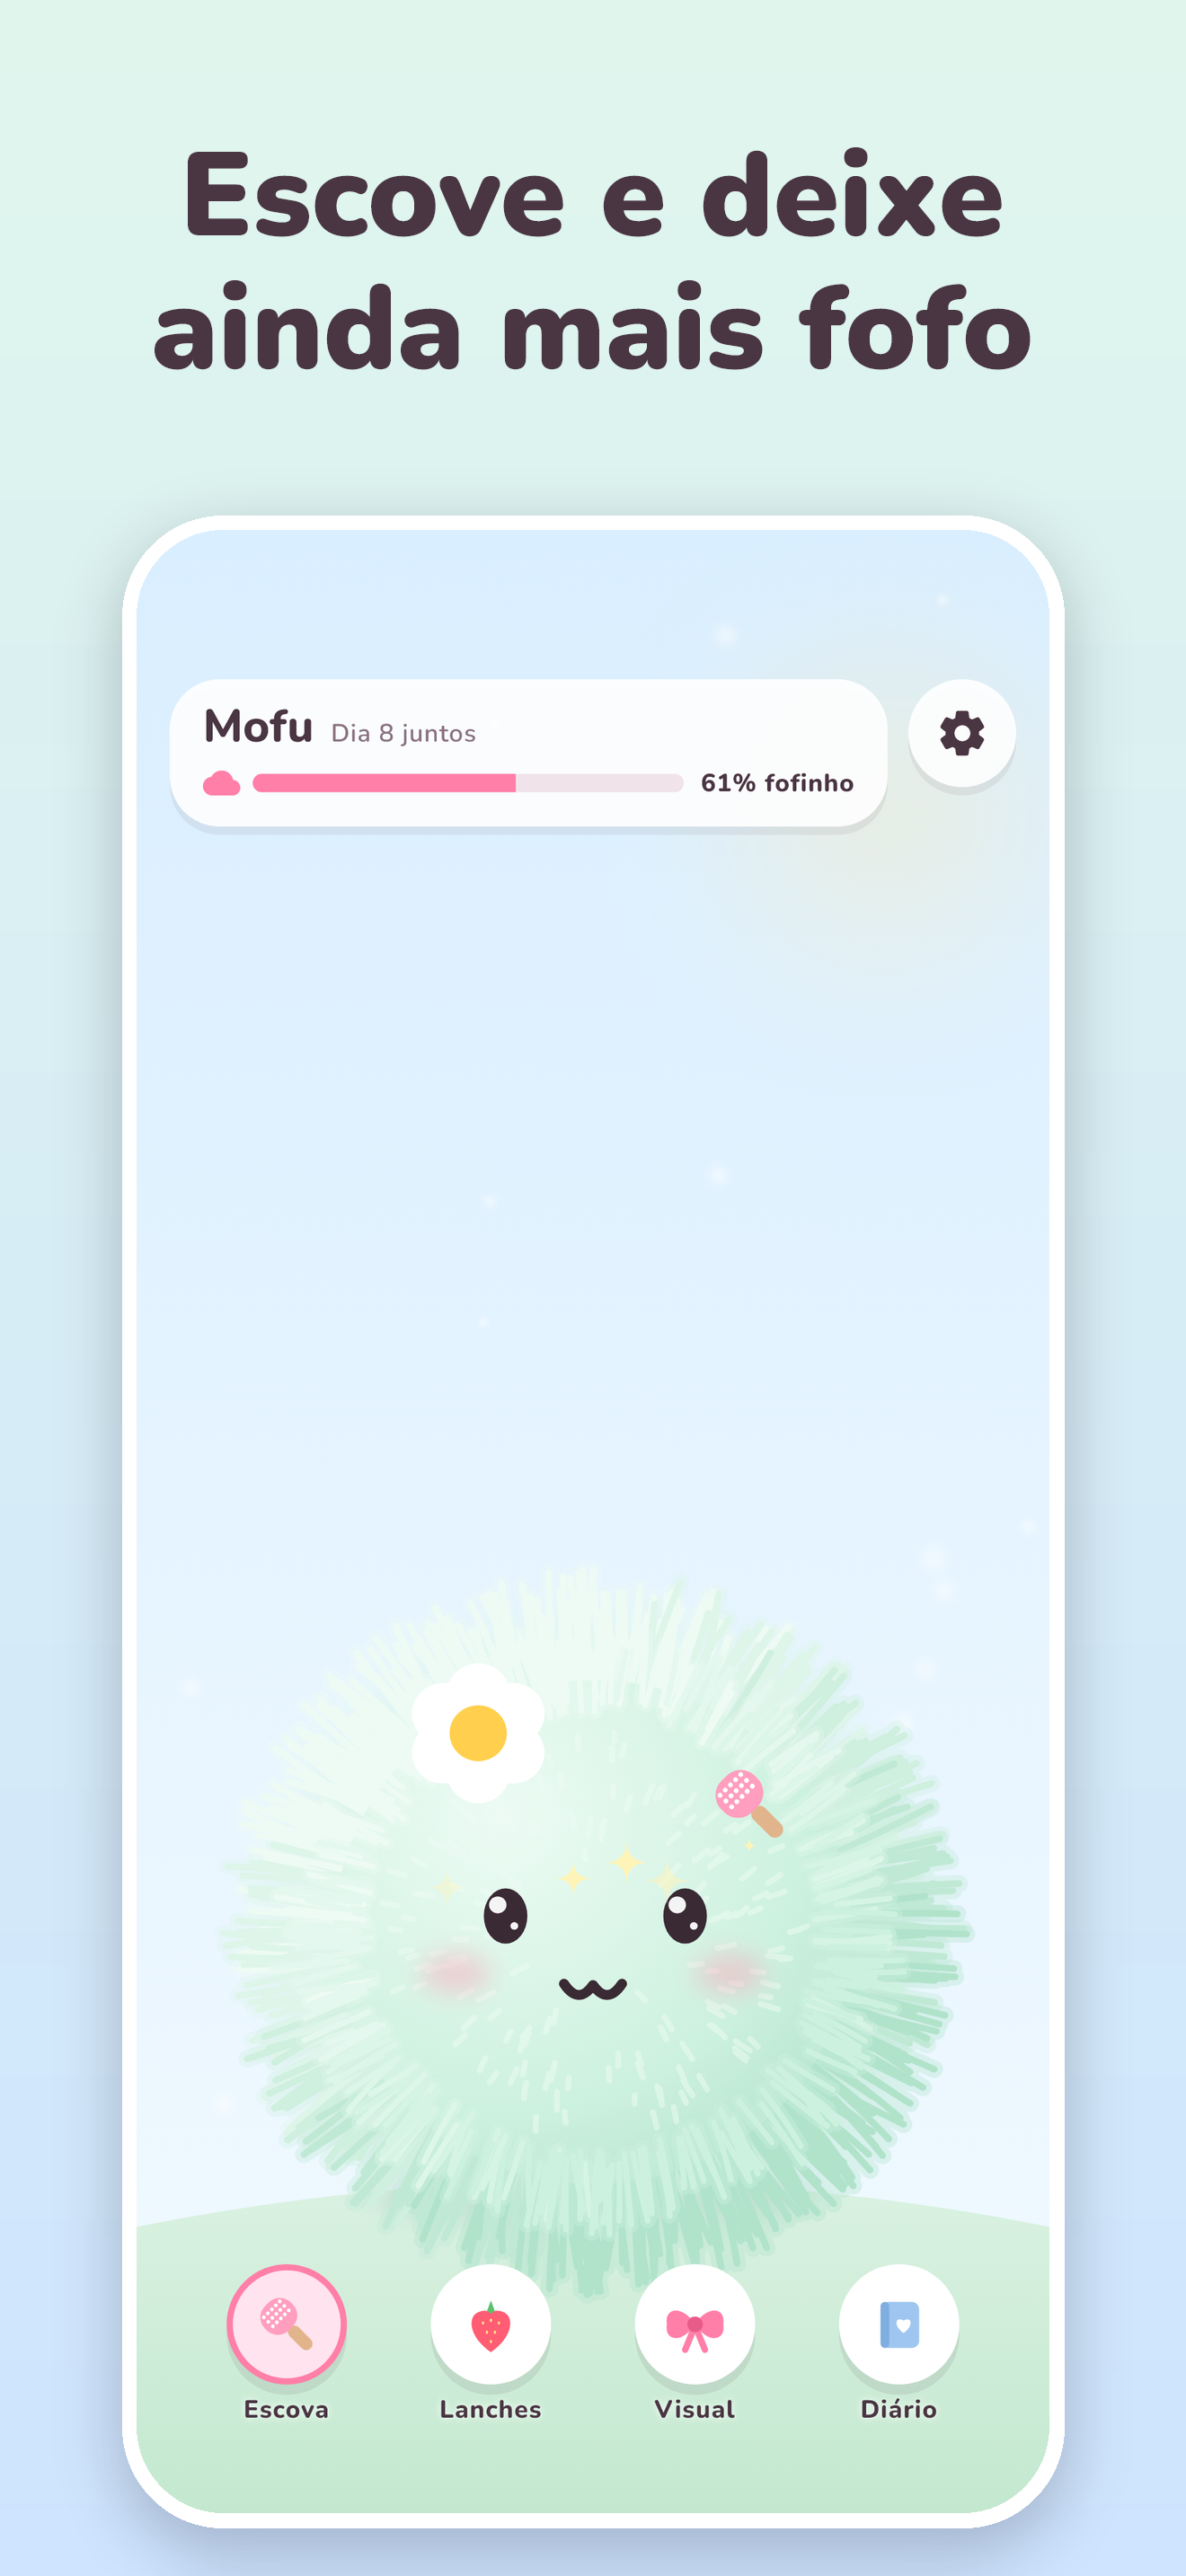 Escove e deixe
ainda mais fofo
Mofu Dia 8 juntos
61% fofinho
Escova
Lanches
Visual
Diário